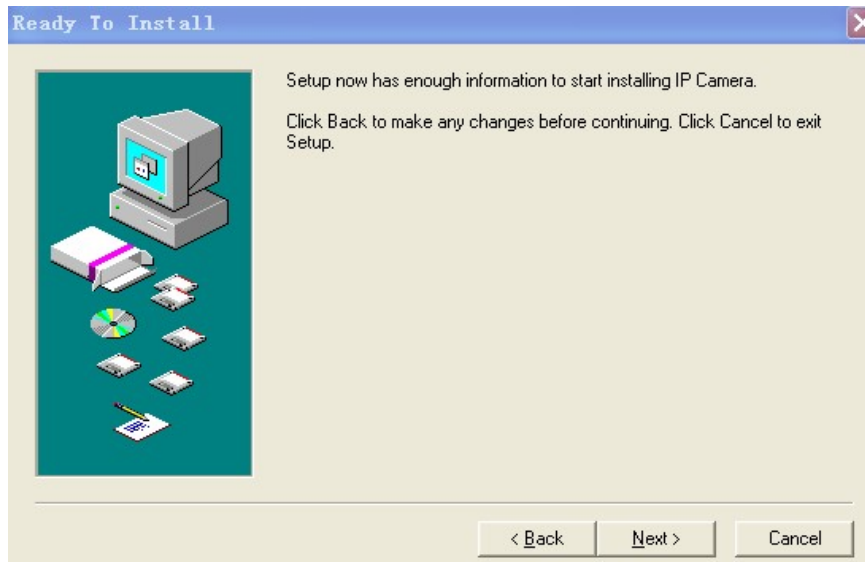 Ready To Install
Setup now has enough information to start installing IP Camera.
Click Back to make any changes before continuing. Click Cancel to exit
Setup.
< Back
Next >
Cancel